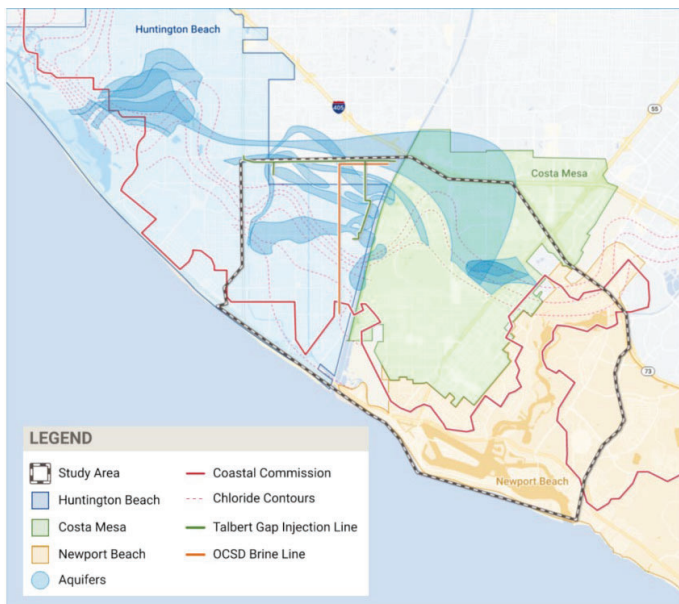 Huntington Beach
405
55
Costa Mesa
73
Newport Beach
LEGEND
Study Area
Huntington Beach
Costa Mesa
Newport Beach
Aquifers
Coastal Commission
Chloride Contours
Talbert Gap Injection Line
OCSD Brine Line